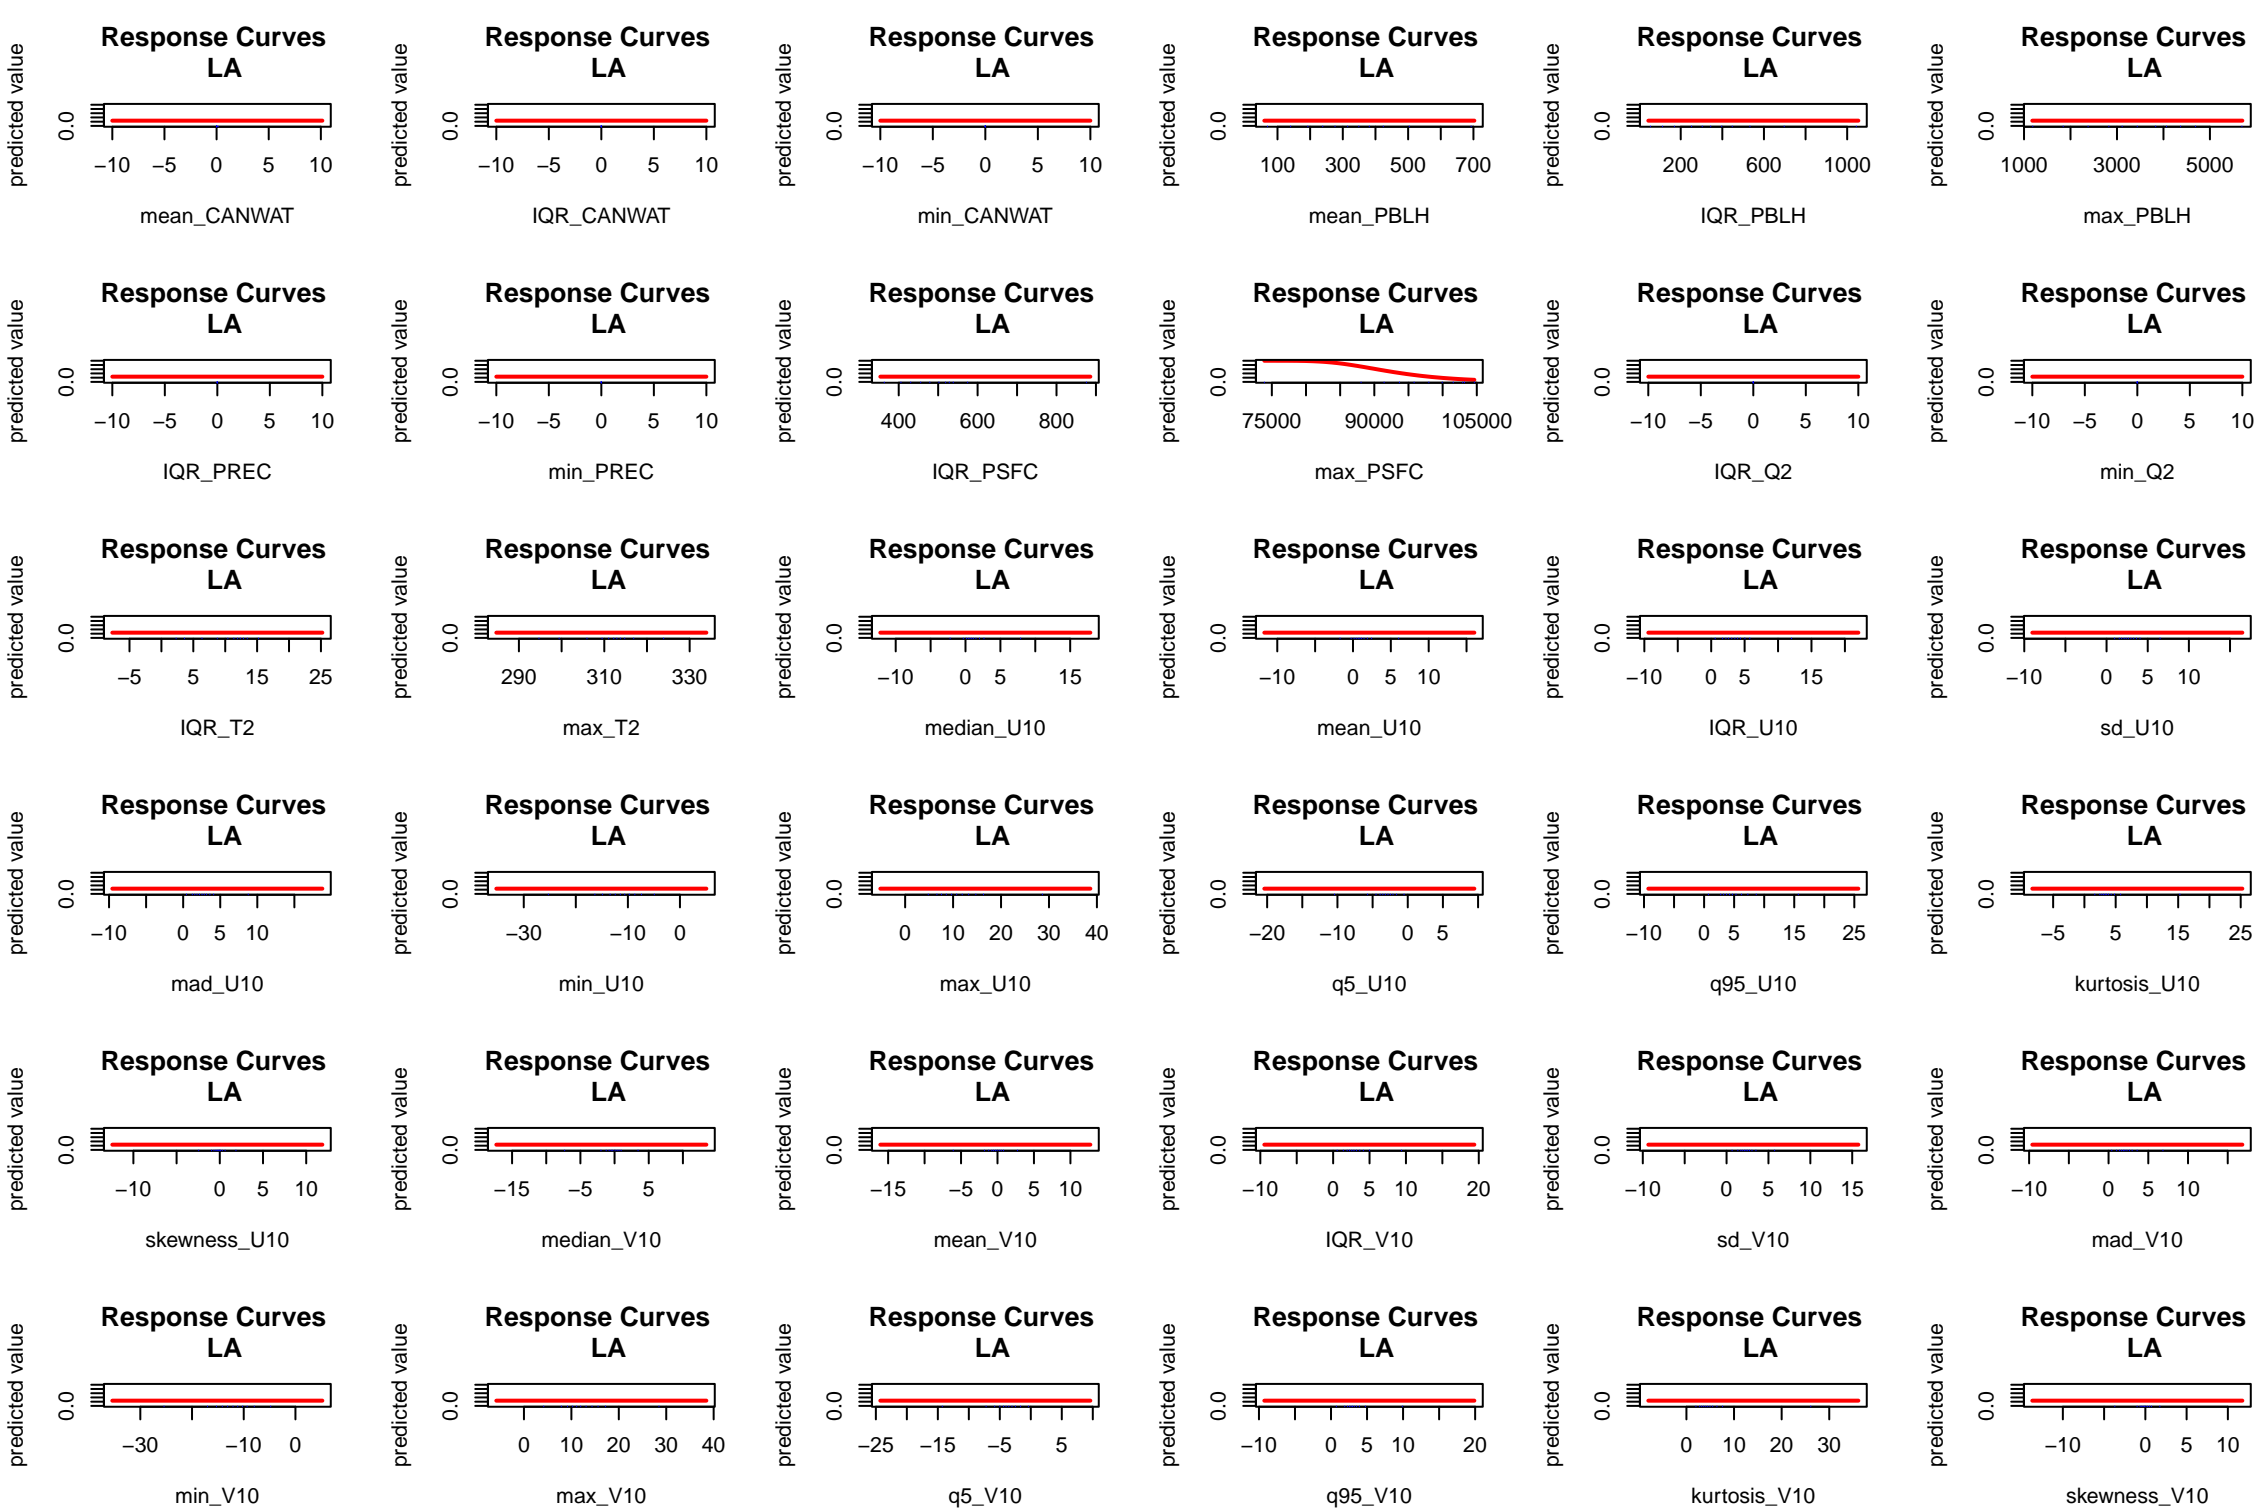 Response Curves Response Curves Response Curves Response Curves Response Curves Response Curves
LA LA LA LA LA LA
predicted value predicted value predicted value predicted value predicted value predicted value
0.0 0.0 0.0 0.0 0.0 0.0
−10 −5 0 5 10 −10 −5 0 5 10 −10 −5 0 5 10 100 300 500 700 200 600 1000 1000 3000 5000
mean_CANWAT IQR_CANWAT min_CANWAT mean_PBLH IQR_PBLH max_PBLH
Response Curves Response Curves Response Curves Response Curves Response Curves Response Curves
LA LA LA LA LA LA
predicted value predicted value predicted value predicted value predicted value predicted value
0.0 0.0 0.0 0.0 0.0 0.0
−10 −5 0 5 10 −10 −5 0 5 10 400 600 800 75000 90000 105000 −10 −5 0 5 10 −10 −5 0 5 10
IQR_PREC min_PREC IQR_PSFC max_PSFC IQR_Q2 min_Q2
Response Curves Response Curves Response Curves Response Curves Response Curves Response Curves
LA LA LA LA LA LA
predicted value predicted value predicted value predicted value predicted value predicted value
0.0 0.0 0.0 0.0 0.0 0.0
−5 5 15 25 290 310 330 −10 0 5 15 −10 0 5 10 −10 0 5 15 −10 0 5 10
IQR_T2 max_T2 median_U10 mean_U10 IQR_U10 sd_U10
Response Curves Response Curves Response Curves Response Curves Response Curves Response Curves
LA LA LA LA LA LA
predicted value predicted value predicted value predicted value predicted value predicted value
0.0 0.0 0.0 0.0 0.0 0.0
−10 0 5 10 −30 −10 0 0 10 20 30 40 −20 −10 0 5 −10 0 5 15 25 −5 5 15 25
mad_U10 min_U10 max_U10 q5_U10 q95_U10 kurtosis_U10
Response Curves Response Curves Response Curves Response Curves Response Curves Response Curves
LA LA LA LA LA LA
predicted value predicted value predicted value predicted value predicted value predicted value
0.0 0.0 0.0 0.0 0.0 0.0
−10 0 5 10 −15 −5 5 −15 −5 0 5 10 −10 0 5 10 20 −10 0 5 10 15 −10 0 5 10
skewness_U10 median_V10 mean_V10 IQR_V10 sd_V10 mad_V10
Response Curves Response Curves Response Curves Response Curves Response Curves Response Curves
LA LA LA LA LA LA
predicted value predicted value predicted value predicted value predicted value predicted value
0.0 0.0 0.0 0.0 0.0 0.0
−30 −10 0 0 10 20 30 40 −25 −15 −5 5 −10 0 5 10 20 0 10 20 30 −10 0 5 10
min_V10 max_V10 q5_V10 q95_V10 kurtosis_V10 skewness_V10